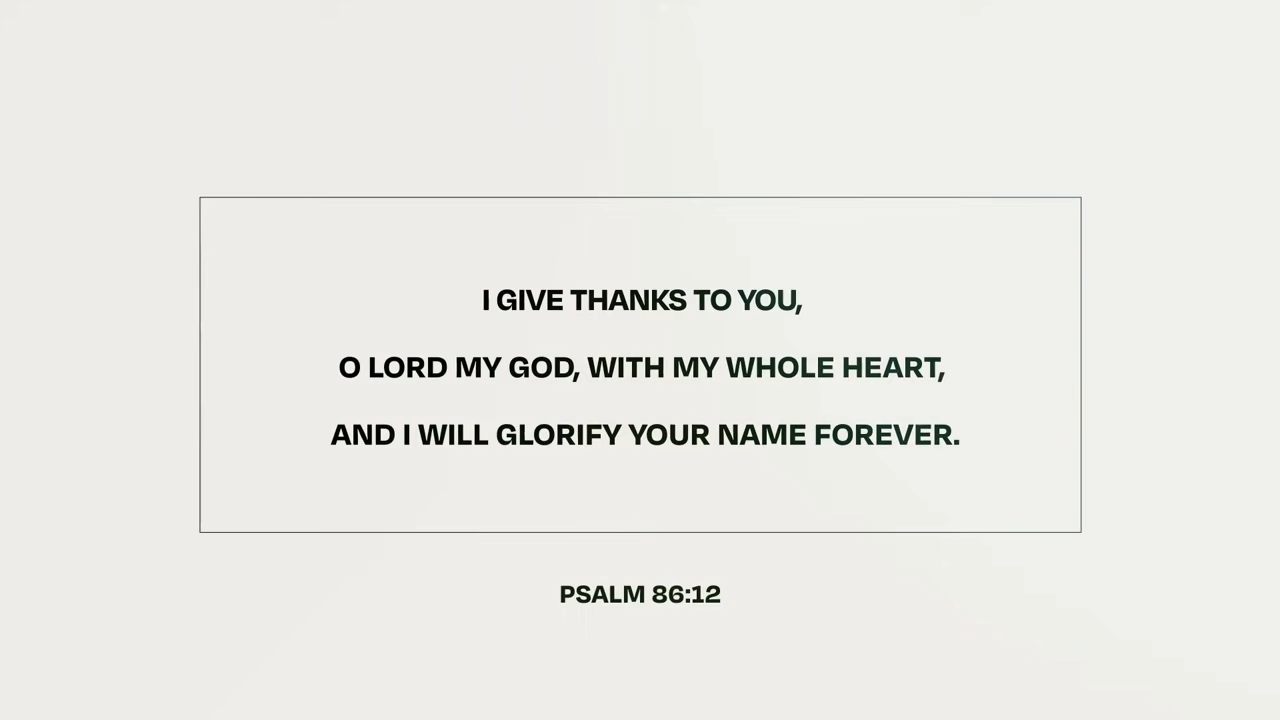 I GIVE THANKS TO YOU,
O LORD MY GOD, WITH MY WHOLE HEART,
AND I WILL GLORIFY YOUR NAME FOREVER.
PSALM 86:12